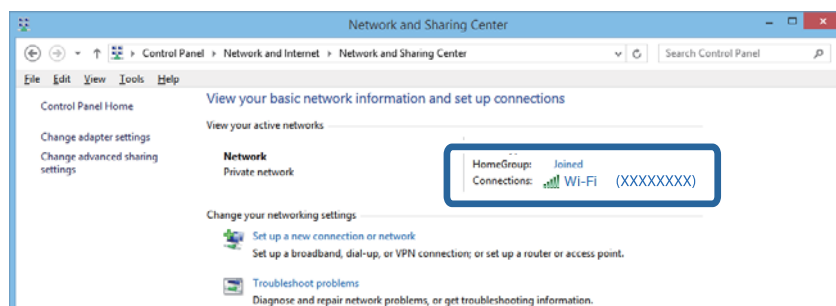 Network and Sharing Center
Control Panel Network and Internet Network and Sharing Center Search Control Panel
File Edit View Tools Help
Control Panel Home
Change adapter settings
Change advanced sharing
settings
View your basic network information and set up connections
View your active networks
Network
Private network
HomeGroup: Joined
Connections: Wi-Fi (XXXXXXXX)
Change your networking settings
Set up a new connection or network
Set up a broadband, dial-up, or VPN connection; or set up a router or access point.
Troubleshoot problems
Diagnose and repair network problems, or get troubleshooting information.